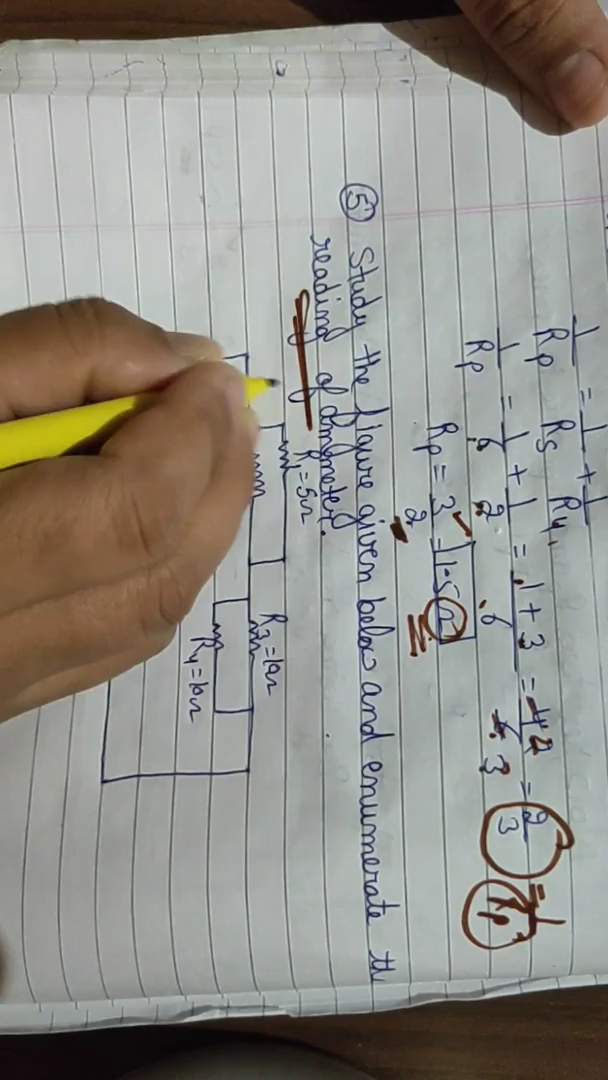 1/Rp = 1/Rs + 1/R4
1/Rp = 1/6 + 1/2 = 1+3/6 = 4/6 = 2/3
Rp = 3/2 = 1.5Ω
⑤ Study the figure given below and enumerate th
reading of ammeter.
R1=5Ω
R3=10Ω
R4=10Ω